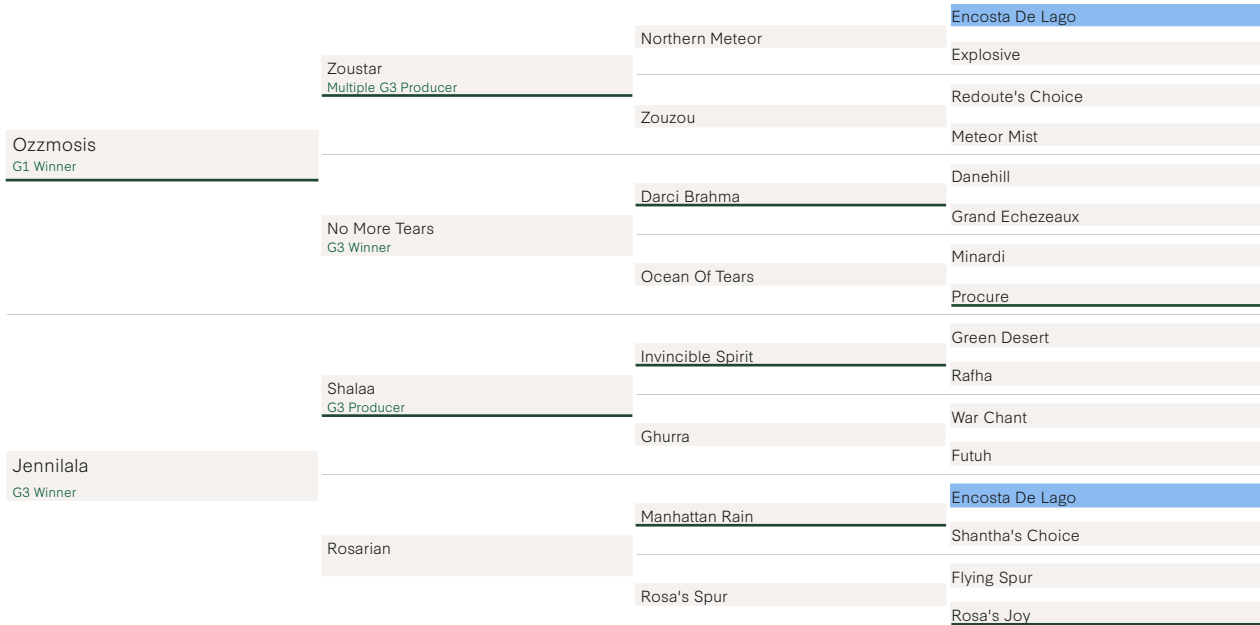 Ozzmosis
G1 Winner
Jennilala
G3 Winner
Zoustar
Multiple G3 Producer
No More Tears
G3 Winner
Shalaa
G3 Producer
Rosarian
Northern Meteor
Zouzou
Darci Brahma
Ocean Of Tears
Invincible Spirit
Ghurra
Manhattan Rain
Rosa's Spur
Encosta De Lago
Explosive
Redoute's Choice
Meteor Mist
Danehill
Grand Echezeaux
Minardi
Procure
Green Desert
Rafha
War Chant
Futuh
Encosta De Lago
Shantha's Choice
Flying Spur
Rosa's Joy